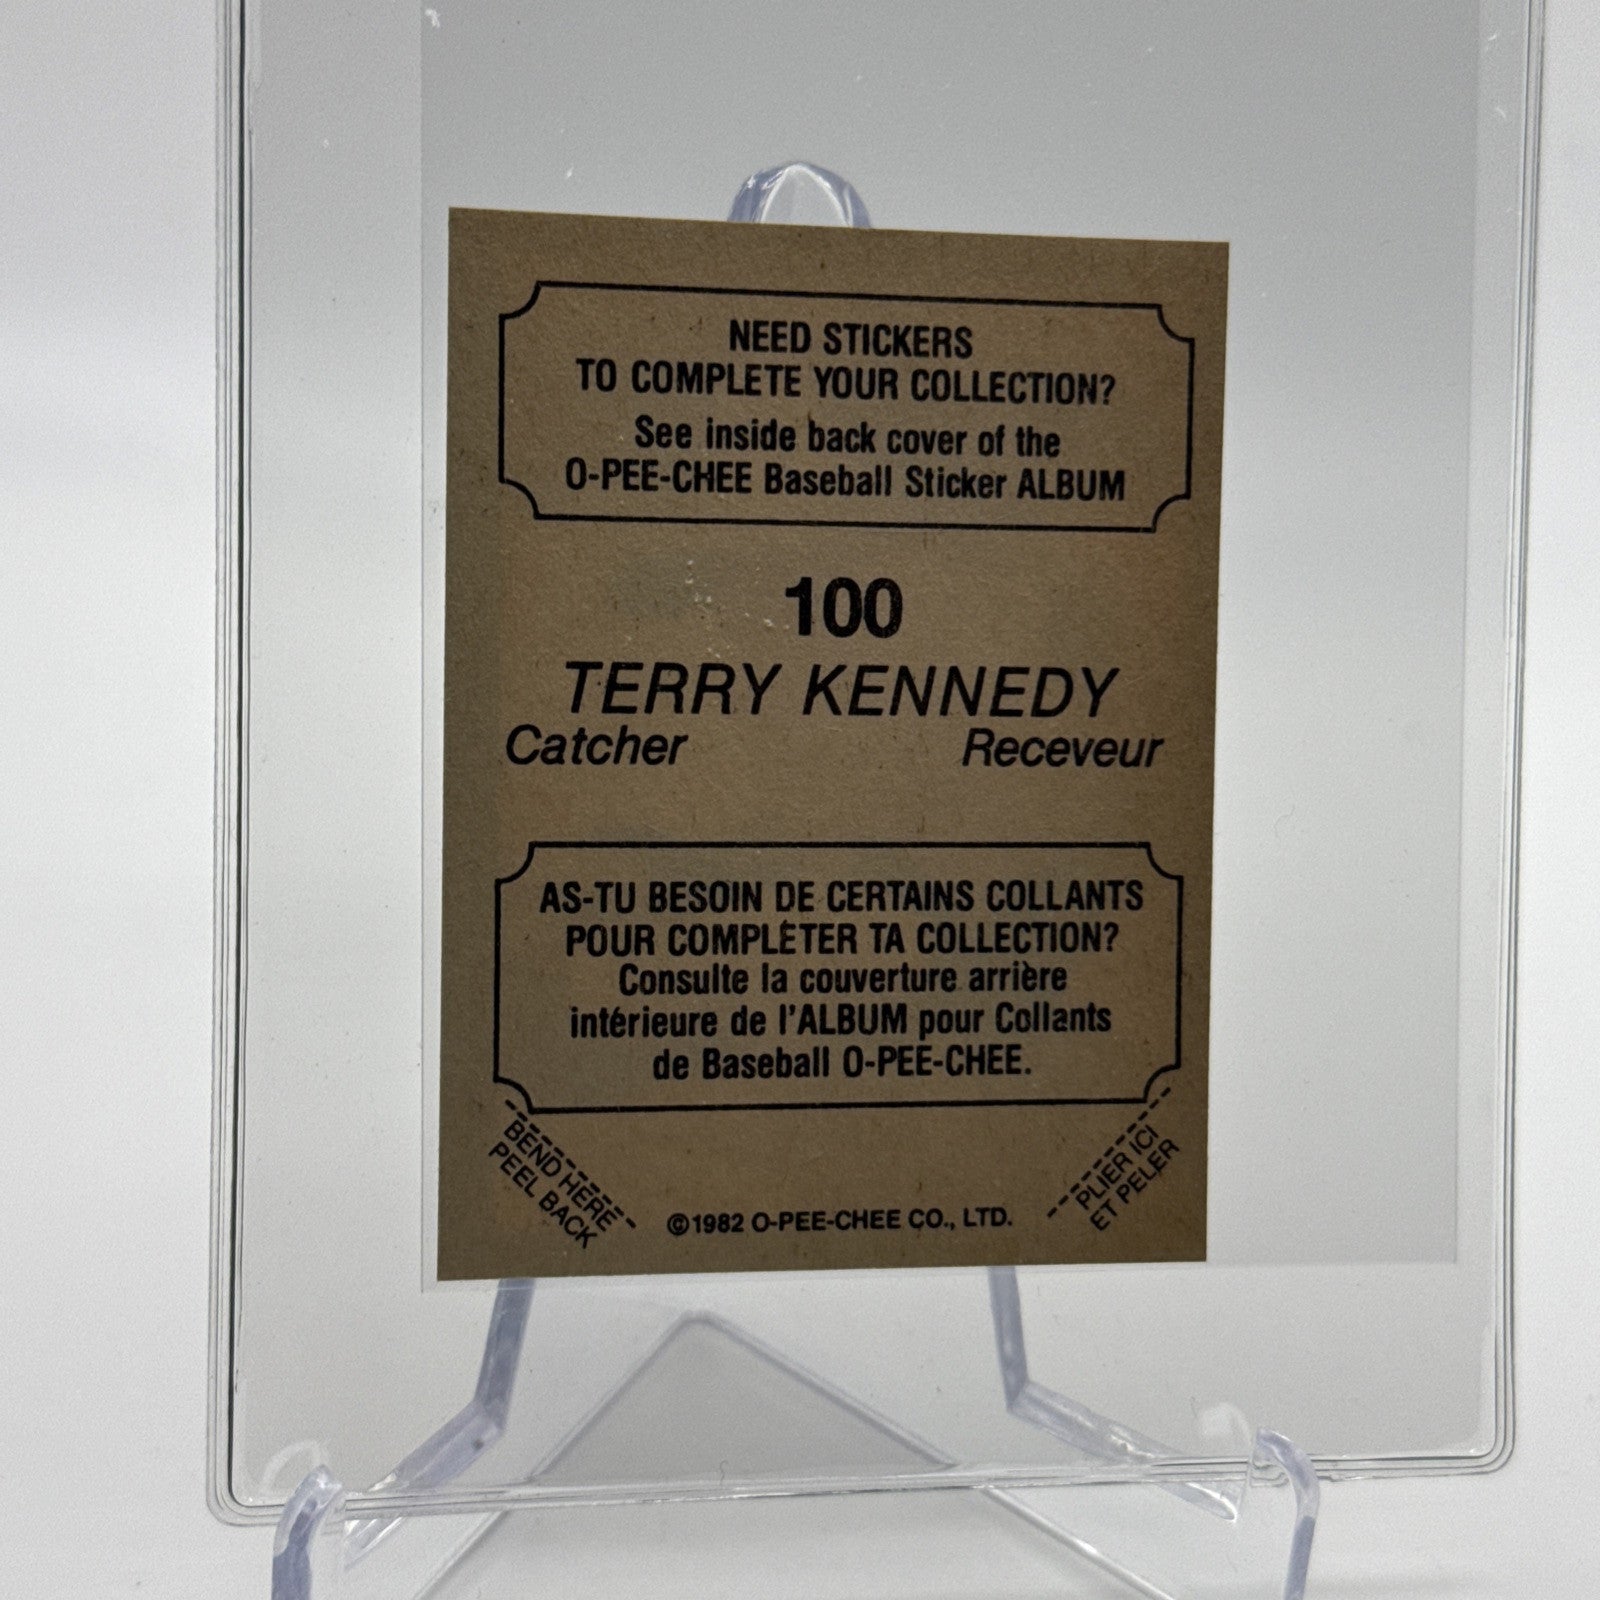 NEED STICKERS
TO COMPLETE YOUR COLLECTION?
See inside back cover of the
O-PEE-CHEE Baseball Sticker ALBUM
100
TERRY KENNEDY
Catcher Receveur
AS-TU BESOIN DE CERTAINS COLLANTS
POUR COMPLÉTER TA COLLECTION?
Consulte la couverture arrière
intérieure de l'ALBUM pour Collants
de Baseball O-PEE-CHEE.
BEND HERE
PEEL BACK
©1982 O-PEE-CHEE CO., LTD.
PLIER ICI
ET PELER